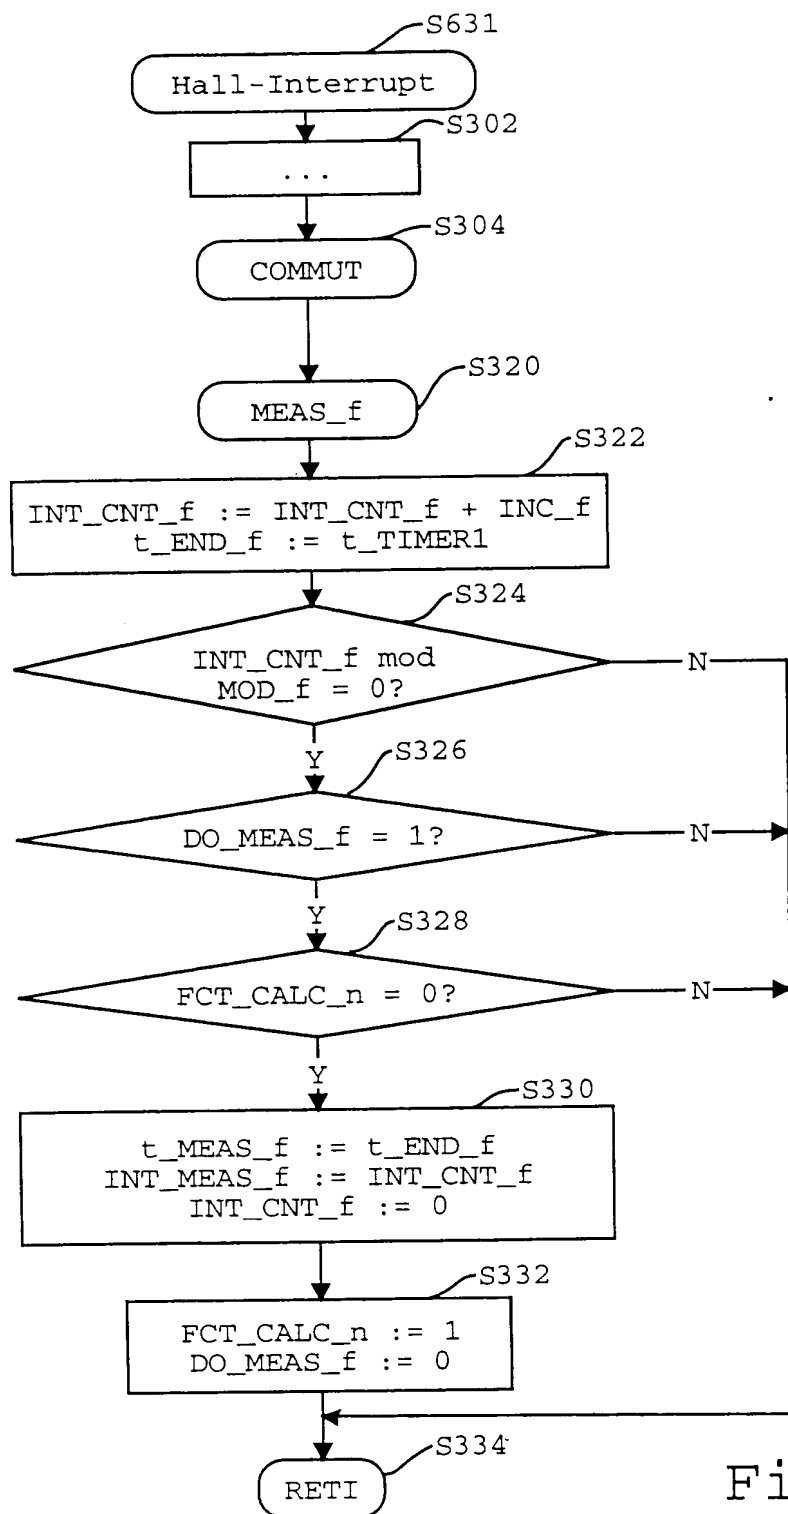 S631
Hall-Interrupt
S302
...
S304
COMMUT
S320
MEAS_f
S322
INT_CNT_f := INT_CNT_f + INC_f
t_END_f := t_TIMER1
S324
INT_CNT_f mod
MOD_f = 0?
N
Y
S326
DO_MEAS_f = 1?
N
Y
S328
FCT_CALC_n = 0?
N
Y
S330
t_MEAS_f := t_END_f
INT_MEAS_f := INT_CNT_f
INT_CNT_f := 0
S332
FCT_CALC_n := 1
DO_MEAS_f := 0
S334
RETI
Fi